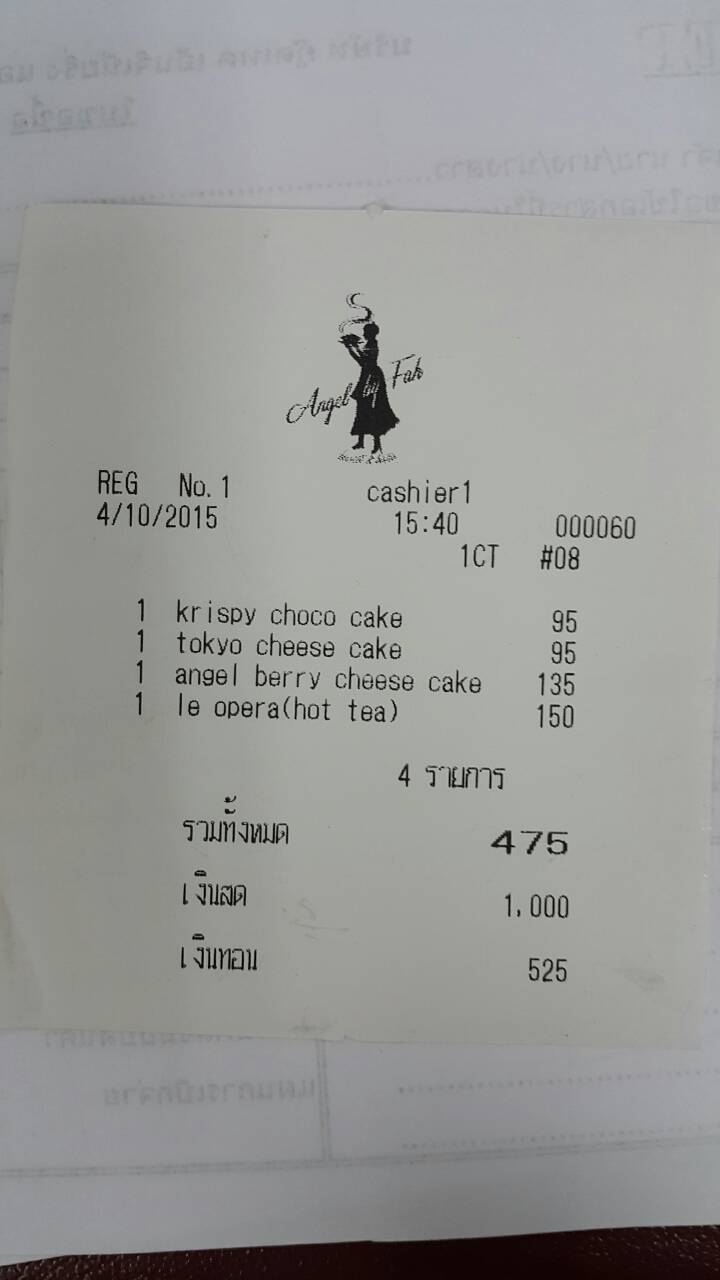 Angel by Fah
REG No.1 cashier1
4/10/2015 15:40 000060
1CT #08
1 krispy choco cake 95
1 tokyo cheese cake 95
1 angel berry cheese cake 135
1 le opera(hot tea) 150
4 รายการ
รวมทั้งหมด 475
เงินสด 1,000
เงินทอน 525